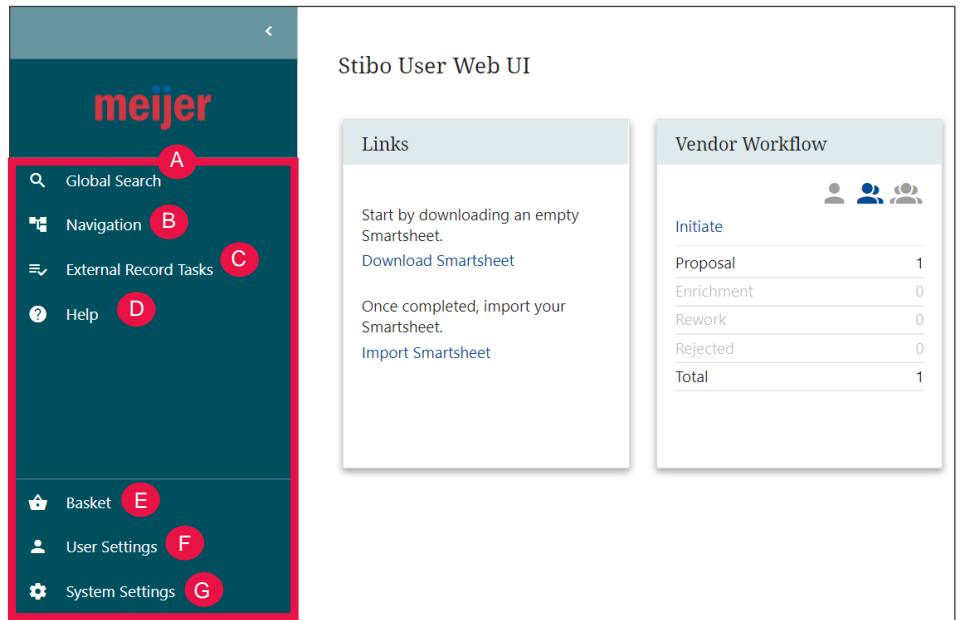 meijer
A
Global Search
Navigation B
External Record Tasks C
Help D
Basket E
User Settings F
System Settings G
Stibo User Web UI
Links
Start by downloading an empty
Smartsheet.
Download Smartsheet
Once completed, import your
Smartsheet.
Import Smartsheet
Vendor Workflow
Initiate
Proposal 1
Enrichment 0
Rework 0
Rejected 0
Total 1